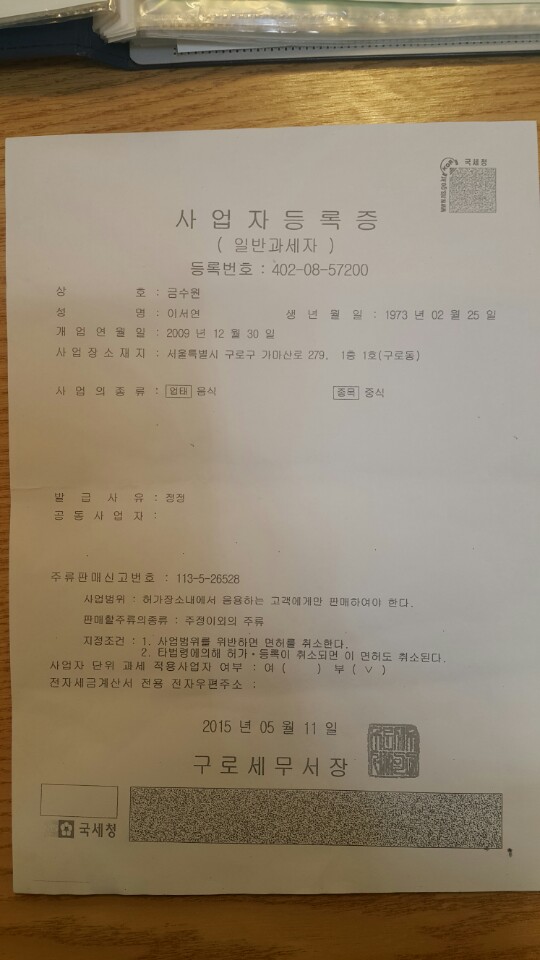 국세청
www.nts.go.kr
사업자등록증
( 일반과세자 )
등록번호 : 402-08-57200
상 호 : 금수원
성 명 : 이서연 생년월일 : 1973 년 02 월 25 일
개업연월일 : 2009 년 12 월 30 일
사업장소재지 : 서울특별시 구로구 가마산로 279, 1층 1호(구로동)
사업의종류 : 업태 음식 종목 중식
발급사유 : 정정
공동사업자 :
주류판매신고번호 : 113-5-26528
사업범위 : 허가장소내에서 음용하는 고객에게만 판매하여야 한다.
판매할주류의종류 : 주정이외의 주류
지정조건 : 1. 사업범위를 위반하면 면허를 취소한다.
2. 타법령에의해 허가·등록이 취소되면 이 면허도 취소된다.
사업자 단위 과세 적용사업자 여부 : 여 ( ) 부 ( ∨ )
전자세금계산서 전용 전자우편주소 :
2015 년 05 월 11 일
구로세무서장
국세청